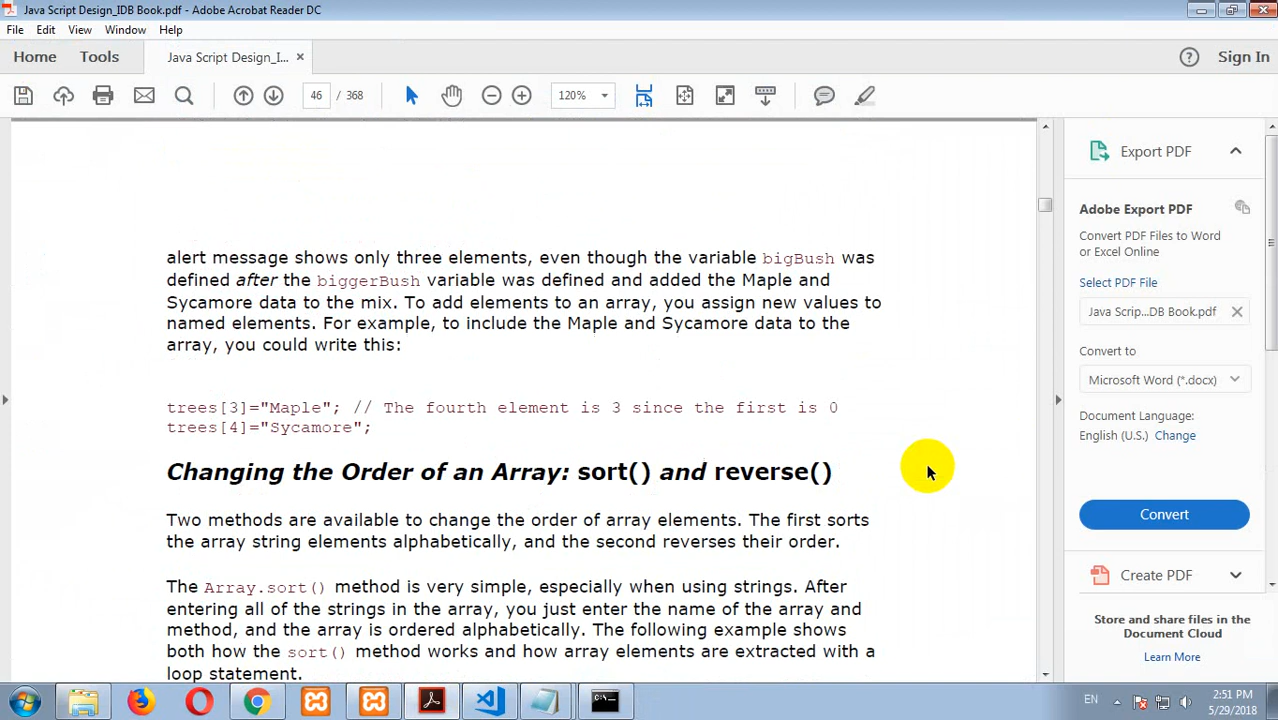 Java Script Design_IDB Book.pdf - Adobe Acrobat Reader DC
File Edit View Window Help
Home Tools Java Script Design_I... × Sign In
46 / 368 120%
alert message shows only three elements, even though the variable bigBush was
defined after the biggerBush variable was defined and added the Maple and
Sycamore data to the mix. To add elements to an array, you assign new values to
named elements. For example, to include the Maple and Sycamore data to the
array, you could write this:
trees[3]="Maple"; // The fourth element is 3 since the first is 0
trees[4]="Sycamore";
Changing the Order of an Array: sort() and reverse()
Two methods are available to change the order of array elements. The first sorts
the array string elements alphabetically, and the second reverses their order.
The Array.sort() method is very simple, especially when using strings. After
entering all of the strings in the array, you just enter the name of the array and
method, and the array is ordered alphabetically. The following example shows
both how the sort() method works and how array elements are extracted with a
loop statement.
Export PDF
Adobe Export PDF
Convert PDF Files to Word
or Excel Online
Select PDF File
Java Scrip...DB Book.pdf
Convert to
Microsoft Word (*.docx)
Document Language:
English (U.S.) Change
Convert
Create PDF
Store and share files in the
Document Cloud
Learn More
EN
2:51 PM
5/29/2018